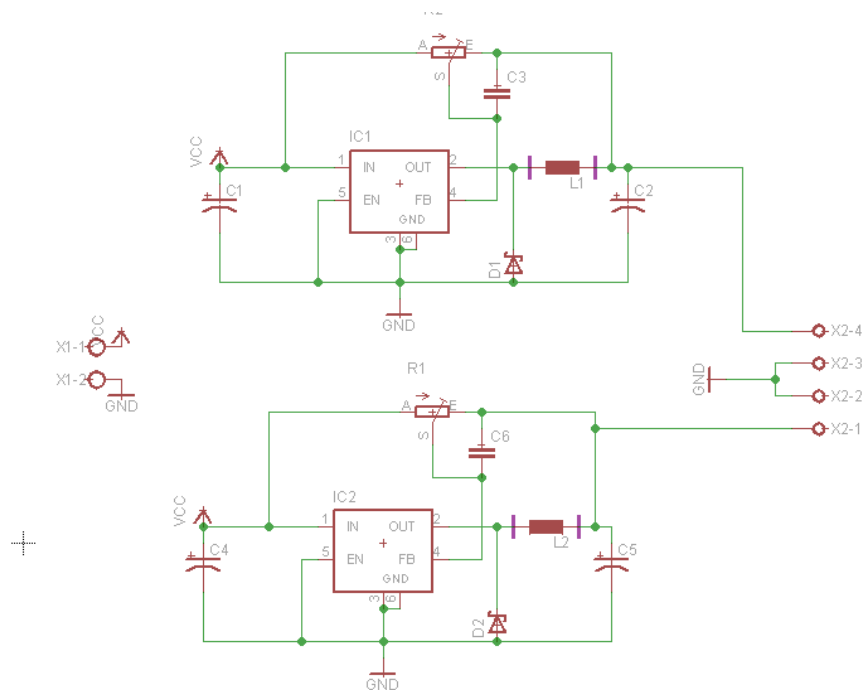 A E
S
C3
IC1
VCC
1 IN OUT 2
L1
C1
5 EN FB 4
C2
GND
3 6
D1
GND
VCC
X1-1
X1-2
GND
X2-4
X2-3
GND
X2-2
X2-1
R1
A E
S
C6
IC2
VCC
1 IN OUT 2
L2
C4
5 EN FB 4
C5
GND
3 6
D2
GND